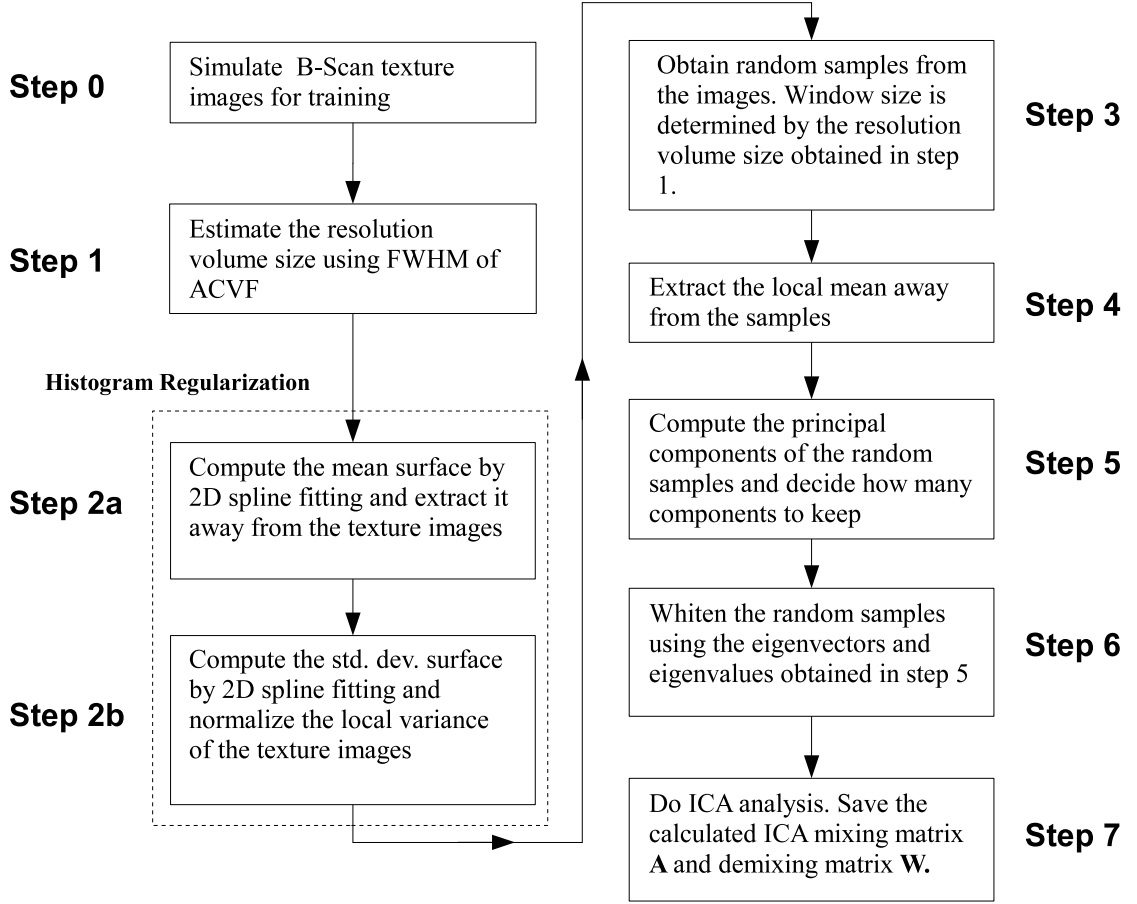 Step 0
Simulate B-Scan texture
images for training
Step 1
Estimate the resolution
volume size using FWHM of
ACVF
Histogram Regularization
Step 2a
Compute the mean surface by
2D spline fitting and extract it
away from the texture images
Step 2b
Compute the std. dev. surface
by 2D spline fitting and
normalize the local variance
of the texture images
Step 3
Obtain random samples from
the images. Window size is
determined by the resolution
volume size obtained in step
1.
Step 4
Extract the local mean away
from the samples
Step 5
Compute the principal
components of the random
samples and decide how many
components to keep
Step 6
Whiten the random samples
using the eigenvectors and
eigenvalues obtained in step 5
Step 7
Do ICA analysis. Save the
calculated ICA mixing matrix
A and demixing matrix W.